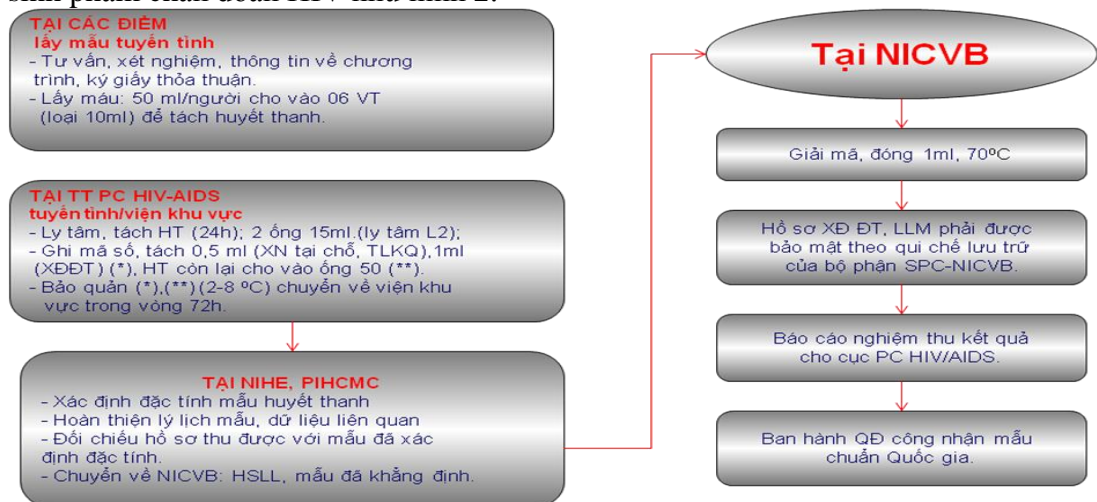 sinh phẩm chẩn đoán HIV như hình 2.
TẠI CÁC ĐIỂM
lấy mẫu tuyến tỉnh
- Tư vấn, xét nghiệm, thông tin về chương
trình, ký giấy thỏa thuận.
- Lấy máu: 50 ml/người cho vào 06 VT
(loại 10ml) để tách huyết thanh.
TẠI TT PC HIV-AIDS
tuyến tỉnh/viện khu vực
- Ly tâm, tách HT (24h); 2 ống 15ml.(ly tâm L2);
- Ghi mã số, tách 0,5 ml (XN tại chỗ, TLKQ),1ml
(XĐĐT) (*), HT còn lại cho vào ống 50 (**).
- Bảo quản (*),(**)(2-8 ºC) chuyển về viện khu
vực trong vòng 72h.
TẠI NIHE, PIHCMC
- Xác định đặc tính mẫu huyết thanh
- Hoàn thiện lý lịch mẫu, dữ liệu liên quan
- Đối chiếu hồ sơ thu được với mẫu đã xác
định đặc tính.
- Chuyển về NICVB: HSLL, mẫu đã khẳng định.
Tại NICVB
Giải mã, đóng 1ml, 70ºC
Hồ sơ XĐ ĐT, LLM phải được
bảo mật theo qui chế lưu trữ
của bộ phận SPC-NICVB.
Báo cáo nghiệm thu kết quả
cho cục PC HIV/AIDS.
Ban hành QĐ công nhận mẫu
chuẩn Quốc gia.